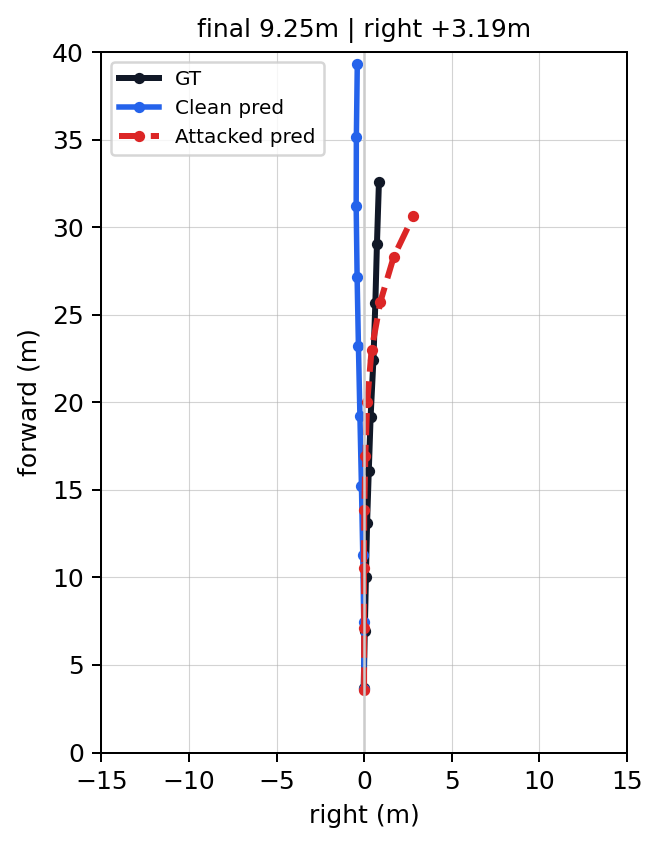 final 9.25m | right +3.19m
GT
Clean pred
Attacked pred
40
35
30
25
20
15
10
5
0
forward (m)
−15 −10 −5 0 5 10 15
right (m)